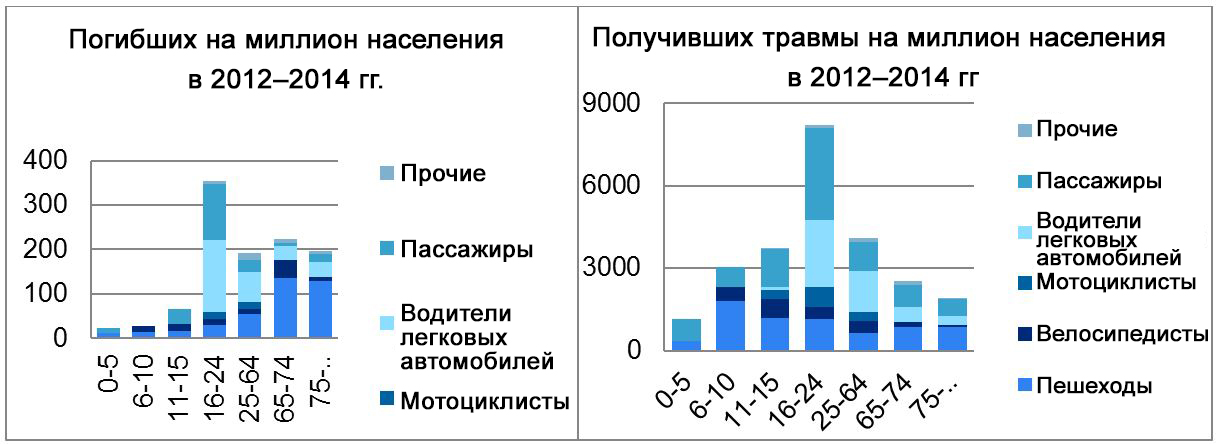 Погибших на миллион населения
в 2012–2014 гг.
400
300
200
100
0
0-5
6-10
11-15
16-24
25-64
65-74
75-..
Прочие
Пассажиры
Водители
легковых
автомобилей
Мотоциклисты
Получивших травмы на миллион населения
в 2012–2014 гг
9000
6000
3000
0
0-5
6-10
11-15
16-24
25-64
65-74
75-..
Прочие
Пассажиры
Водители
легковых
автомобилей
Мотоциклисты
Велосипедисты
Пешеходы